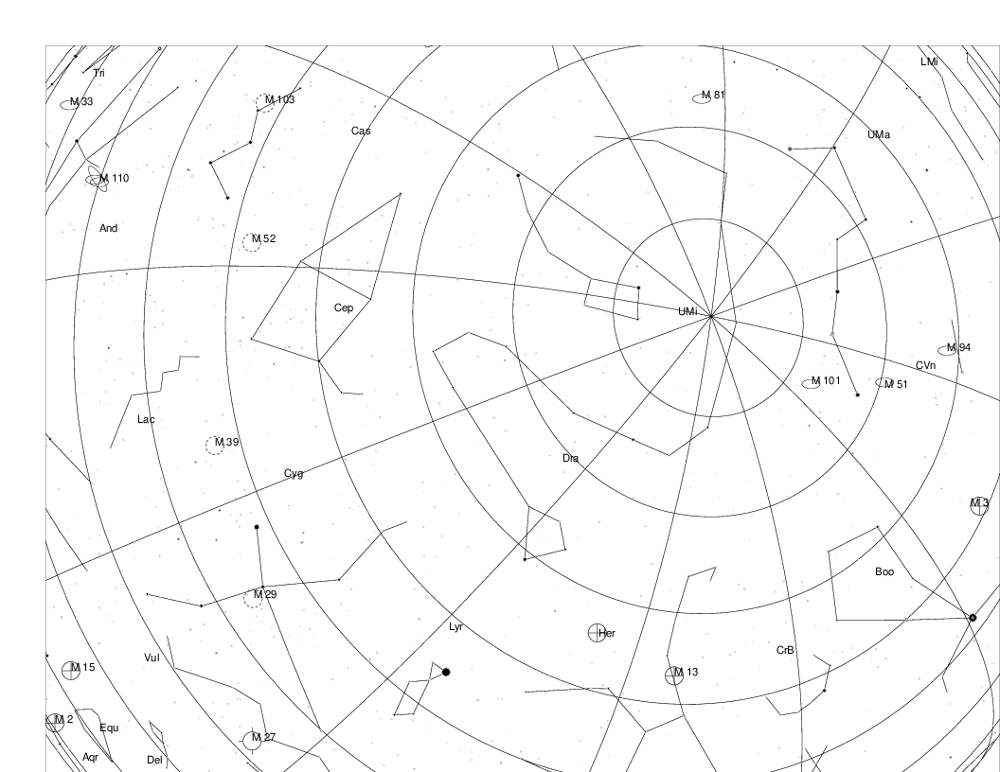 LMi
Tri
M 33
M 103
M 81
Cas
UMa
M 110
And
M 52
Cep
UMi
M 94
CVn
M 101
M 51
Lac
M 39
Dra
Cyg
M 3
Boo
M 29
Lyr
Her
CrB
Vul
M 15
M 13
M 2
Equ
M 27
Aqr
Del